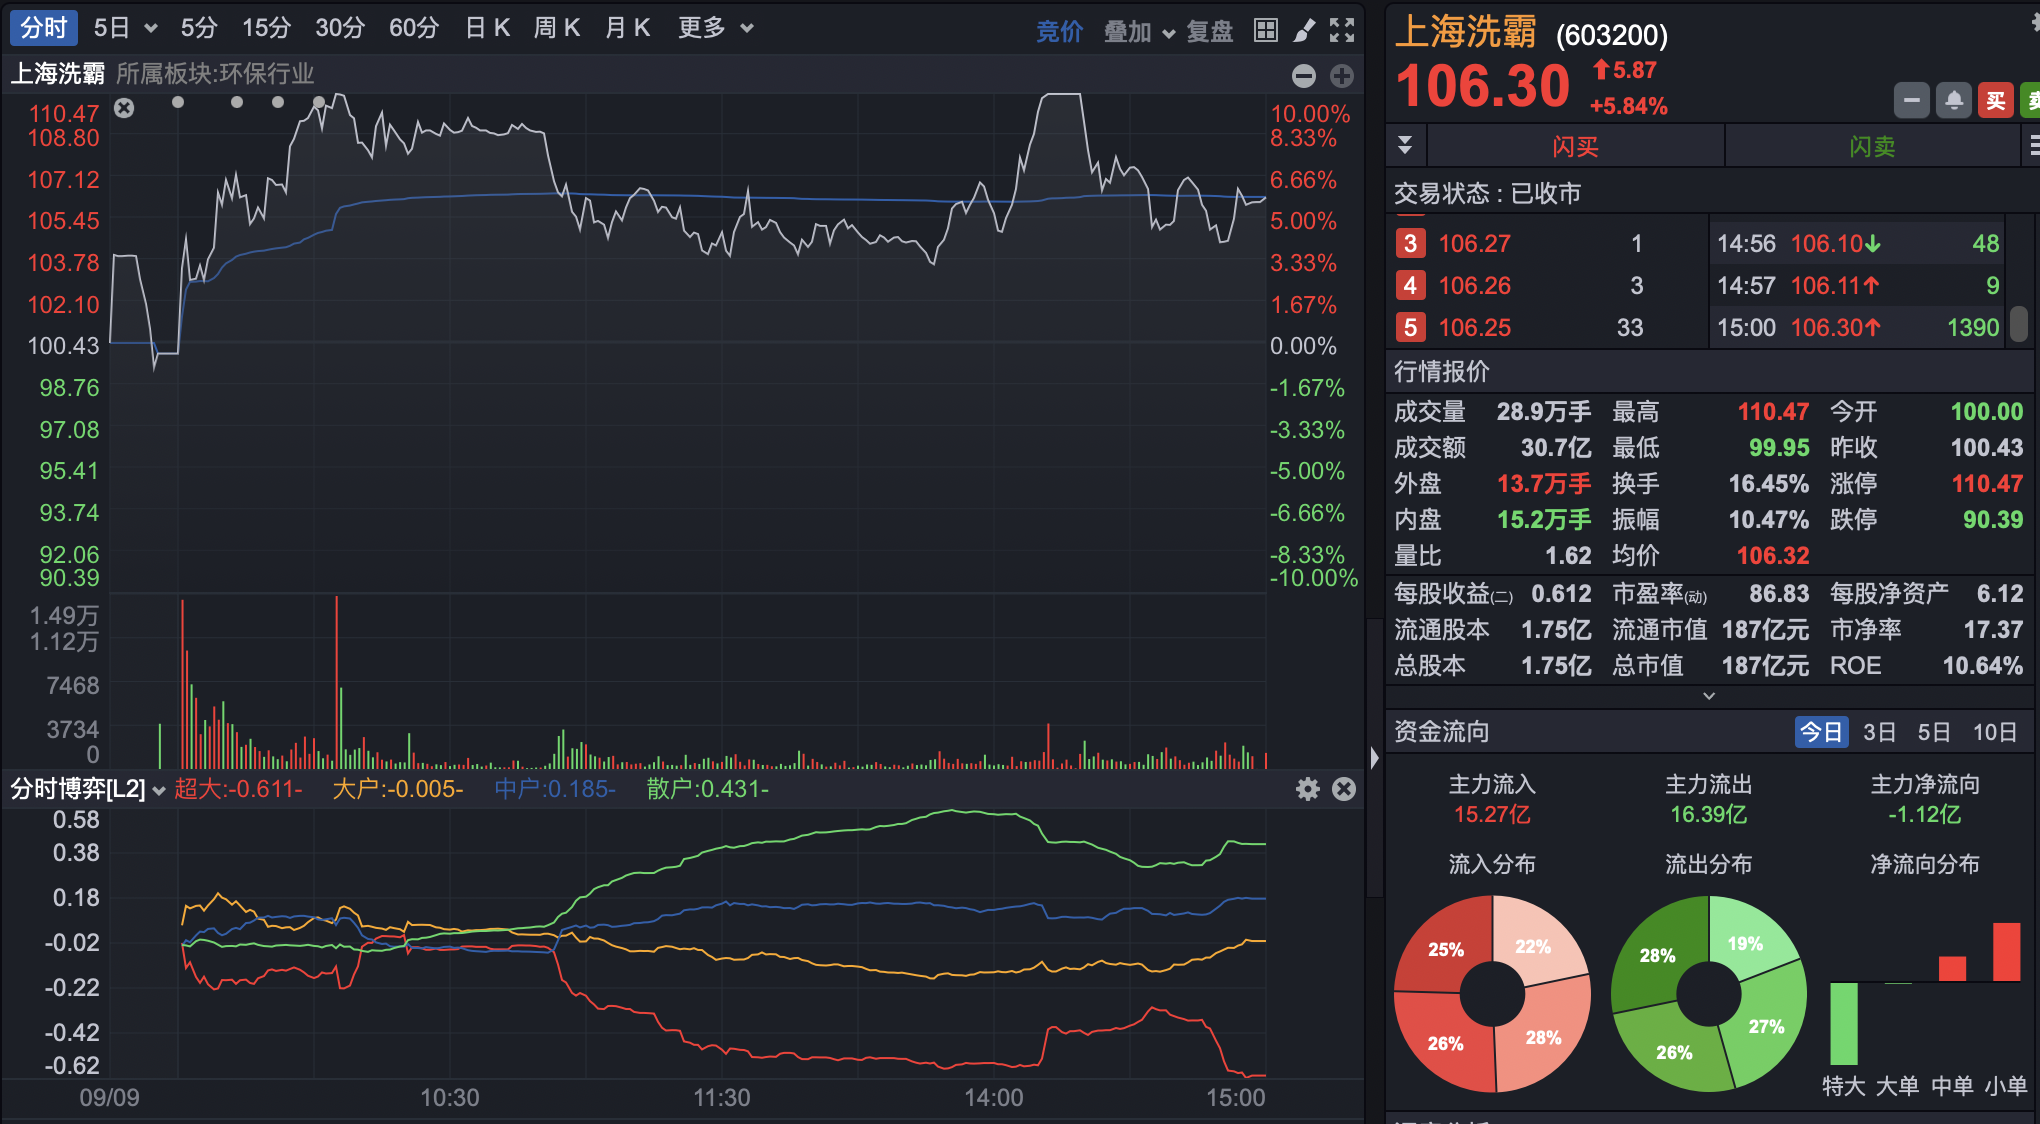 分时 5日 5分 15分 30分 60分 日K 周K 月K 更多 竞价 叠加 复盘
上海洗霸 所属板块:环保行业
110.47 10.00%
108.80 8.33%
107.12 6.66%
105.45 5.00%
103.78 3.33%
102.10 1.67%
100.43 0.00%
98.76 -1.67%
97.08 -3.33%
95.41 -5.00%
93.74 -6.66%
92.06 -8.33%
90.39 -10.00%
1.49万
1.12万
7468
3734
0
分时博弈[L2] 超大:-0.611- 大户:-0.005- 中户:0.185- 散户:0.431-
0.58
0.38
0.18
-0.02
-0.22
-0.42
-0.62
09/09 10:30 11:30 14:00 15:00
上海洗霸 (603200)
106.30 5.87
+5.84%
买
闪买 闪卖
交易状态 : 已收市
3 106.27 1 14:56 106.10↓ 48
4 106.26 3 14:57 106.11↑ 9
5 106.25 33 15:00 106.30↑ 1390
行情报价
成交量 28.9万手 最高 110.47 今开 100.00
成交额 30.7亿 最低 99.95 昨收 100.43
外盘 13.7万手 换手 16.45% 涨停 110.47
内盘 15.2万手 振幅 10.47% 跌停 90.39
量比 1.62 均价 106.32
每股收益(二) 0.612 市盈率(动) 86.83 每股净资产 6.12
流通股本 1.75亿 流通市值 187亿元 市净率 17.37
总股本 1.75亿 总市值 187亿元 ROE 10.64%
资金流向 今日 3日 5日 10日
主力流入 主力流出 主力净流向
15.27亿 16.39亿 -1.12亿
流入分布 流出分布 净流向分布
25% 22% 28% 19%
26% 28% 26% 27%
特大 大单 中单 小单